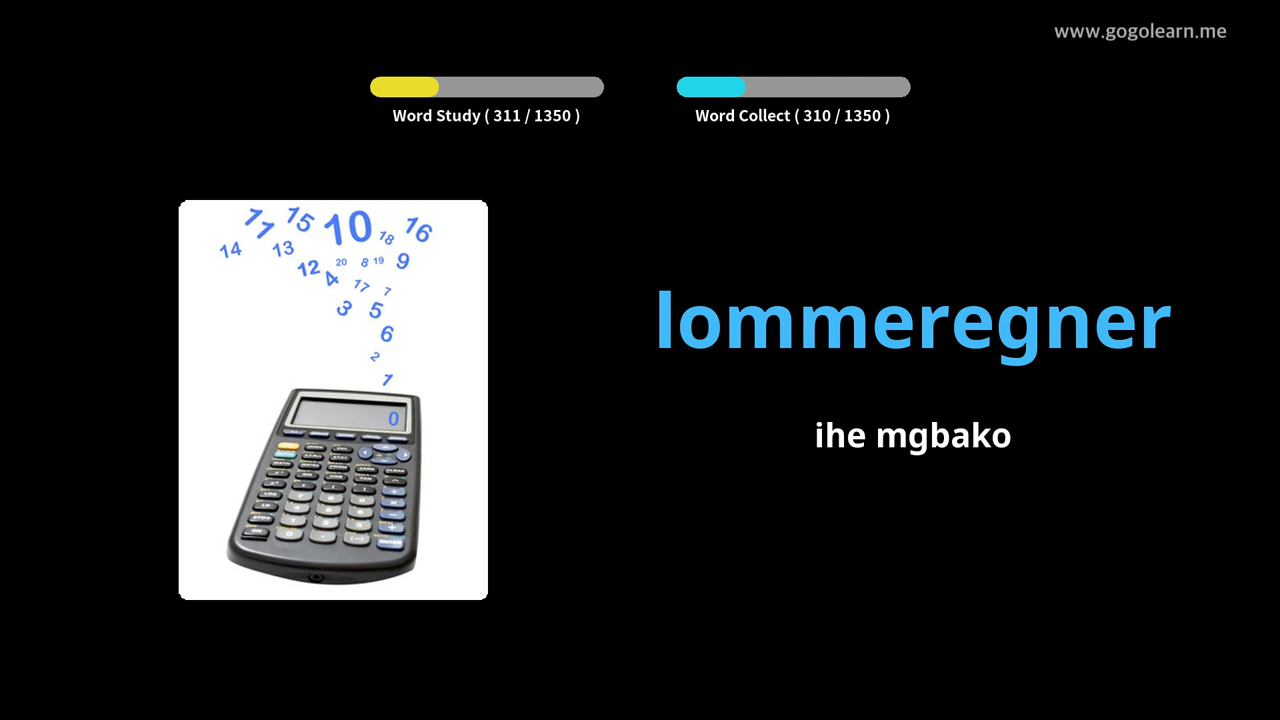 www.gogolearn.me
Word Study ( 311 / 1350 )
Word Collect ( 310 / 1350 )
11 15 10 18 16
14 13 12 20 8 19 9
4 17 7
3 5
6
2
1
0
lommeregner
ihe mgbako